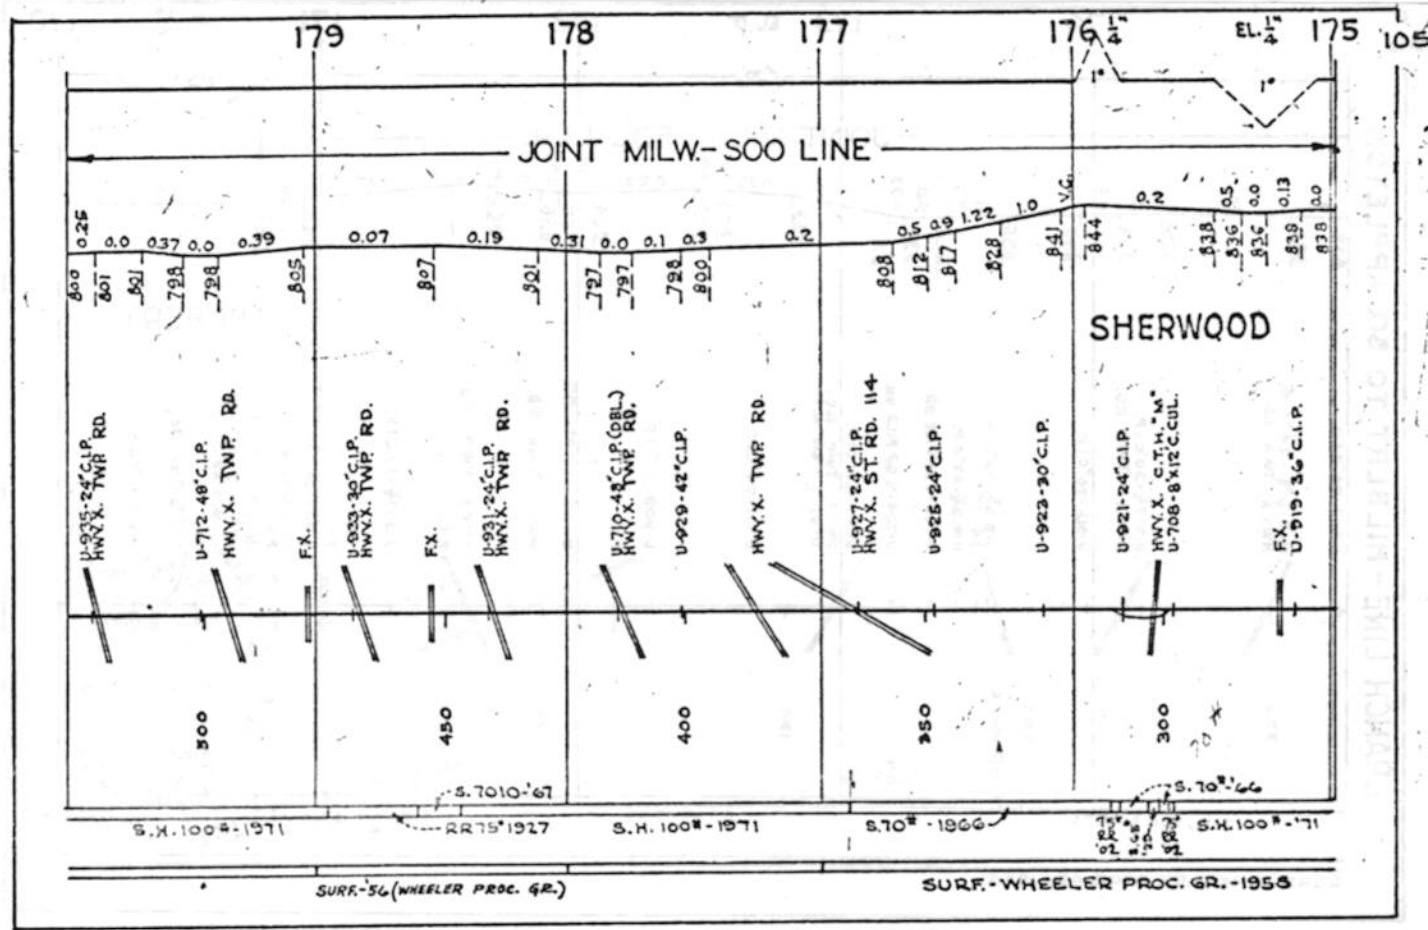 179
178
177
176
1/4"
EL. 1/4"
175
105
1°
1°
JOINT MILW.-SOO LINE
0.25
0.0
0.37
0.0
0.39
0.07
0.19
0.31
0.0
0.1
0.3
0.2
0.5
0.9
1.22
1.0
V.C.
0.2
0.5
0.0
0.13
0.0
800
801
801
798
798
805
807
801
797
797
798
800
808
812
817
828
841
844
838
836
836
838
838
SHERWOOD
U-935-24"C.I.P.
HWY. X. TWP. RD.
U-712-48"C.I.P.
HWY. X. TWP. RD.
F.X.
U-933-30"C.I.P.
HWY. X. TWP. RD.
F.X.
U-931-24"C.I.P.
HWY. X. TWP. RD.
U-710-48"C.I.P.(DBL.)
HWY. X. TWP. RD.
U-929-42"C.I.P.
HWY. X. TWP. RD.
U-927-24"C.I.P.
HWY. X. ST. RD. 114
U-925-24"C.I.P.
U-923-30"C.I.P.
U-921-24"C.I.P.
HWY. X. C.T.H. "M"
U-708-8'X12'C.CUL.
F.X.
U-919-36"C.I.P.
500
450
400
350
300
70 #
S.7010-'67
S.70#-'66
S.H.100#-1971
RR75#1927
S.H.100#-1971
S.70#-1966
S.H.100#-'71
SURF.-'56(WHEELER PROC. GR.)
SURF.-WHEELER PROC. GR.-1958